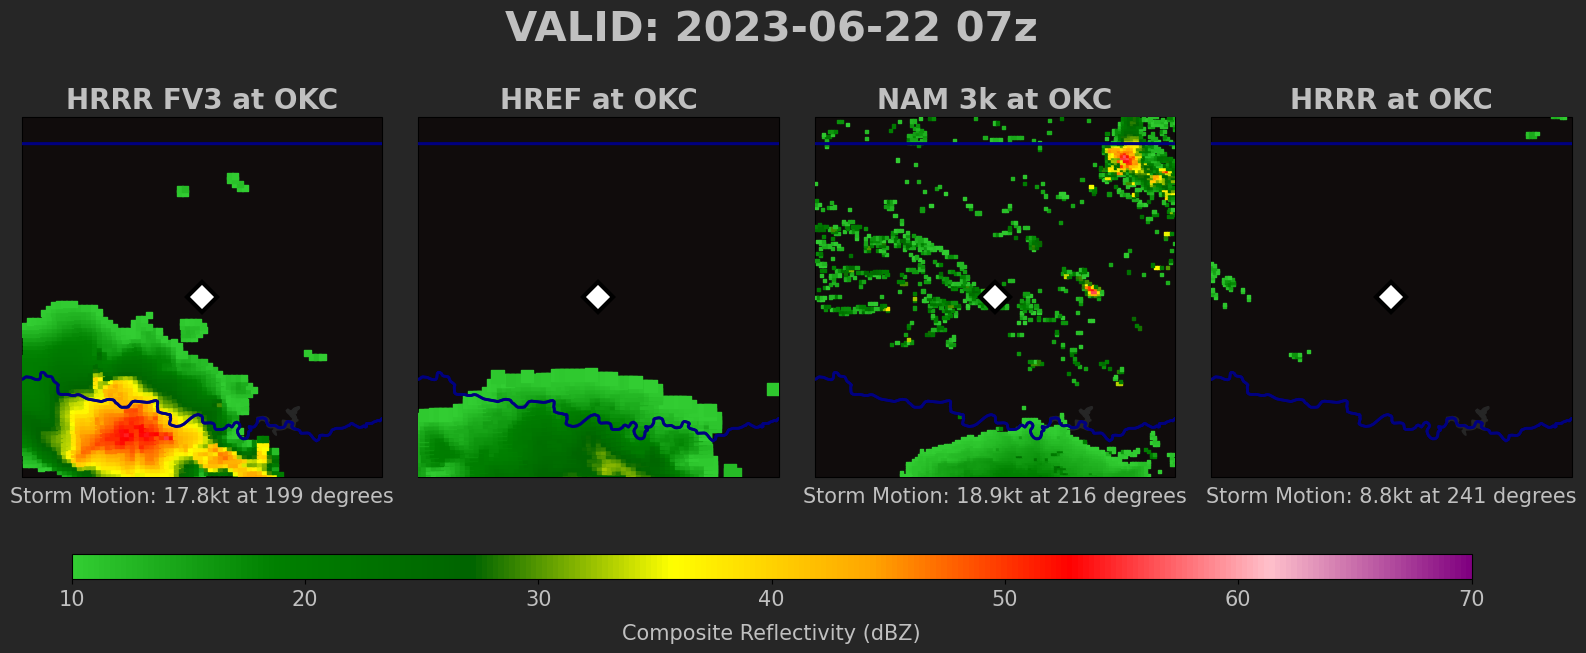 VALID: 2023-06-22 07z
HRRR FV3 at OKC
HREF at OKC
NAM 3k at OKC
HRRR at OKC
Storm Motion: 17.8kt at 199 degrees
Storm Motion: 18.9kt at 216 degrees
Storm Motion: 8.8kt at 241 degrees
10 20 30 40 50 60 70
Composite Reflectivity (dBZ)